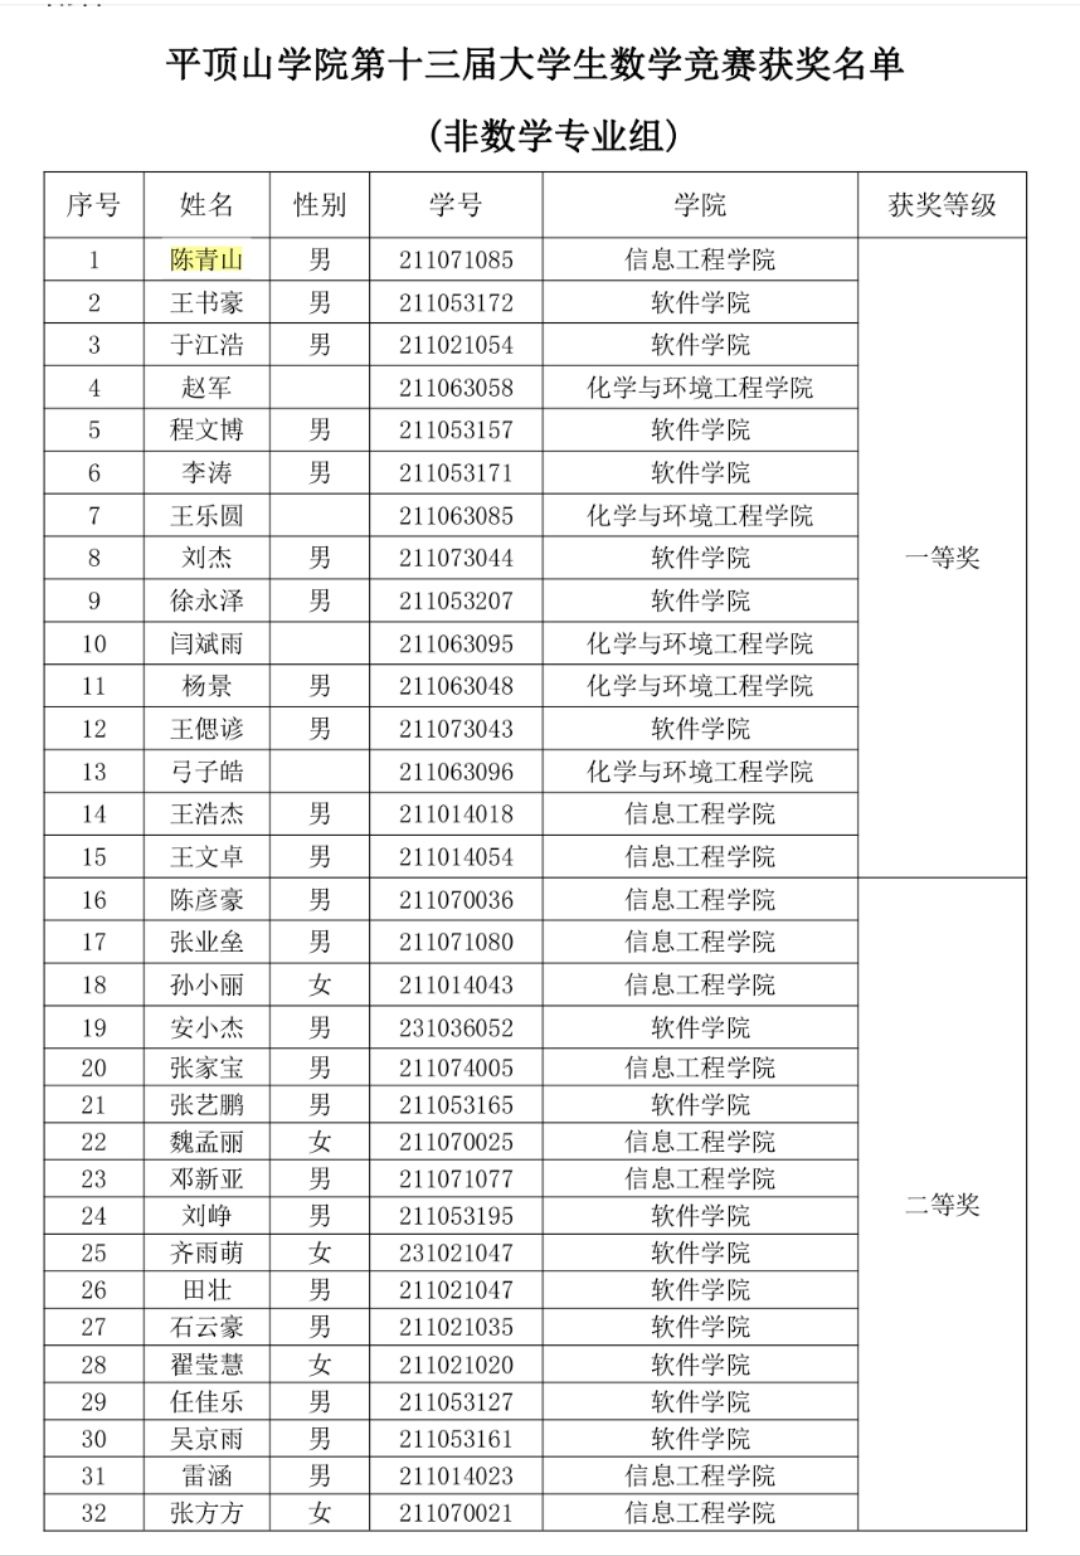 平顶山学院第十三届大学生数学竞赛获奖名单
(非数学专业组)
序号 姓名 性别 学号 学院 获奖等级
1 陈青山 男 211071085 信息工程学院
2 王书豪 男 211053172 软件学院
3 于江浩 男 211021054 软件学院
4 赵军 211063058 化学与环境工程学院
5 程文博 男 211053157 软件学院
6 李涛 男 211053171 软件学院
7 王乐圆 211063085 化学与环境工程学院
8 刘杰 男 211073044 软件学院 一等奖
9 徐永泽 男 211053207 软件学院
10 闫斌雨 211063095 化学与环境工程学院
11 杨景 男 211063048 化学与环境工程学院
12 王偲谚 男 211073043 软件学院
13 弓子皓 211063096 化学与环境工程学院
14 王浩杰 男 211014018 信息工程学院
15 王文卓 男 211014054 信息工程学院
16 陈彦豪 男 211070036 信息工程学院
17 张业垒 男 211071080 信息工程学院
18 孙小丽 女 211014043 信息工程学院
19 安小杰 男 231036052 软件学院
20 张家宝 男 211074005 信息工程学院
21 张艺鹏 男 211053165 软件学院
22 魏孟丽 女 211070025 信息工程学院
23 邓新亚 男 211071077 信息工程学院
24 刘峥 男 211053195 软件学院 二等奖
25 齐雨萌 女 231021047 软件学院
26 田壮 男 211021047 软件学院
27 石云豪 男 211021035 软件学院
28 翟莹慧 女 211021020 软件学院
29 任佳乐 男 211053127 软件学院
30 吴京雨 男 211053161 软件学院
31 雷涵 男 211014023 信息工程学院
32 张方方 女 211070021 信息工程学院